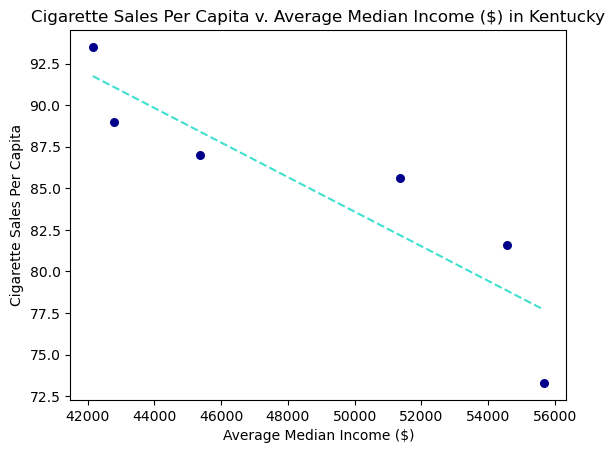 Cigarette Sales Per Capita v. Average Median Income ($) in Kentucky
92.5
90.0
87.5
85.0
82.5
80.0
77.5
75.0
72.5
Cigarette Sales Per Capita
42000 44000 46000 48000 50000 52000 54000 56000
Average Median Income ($)